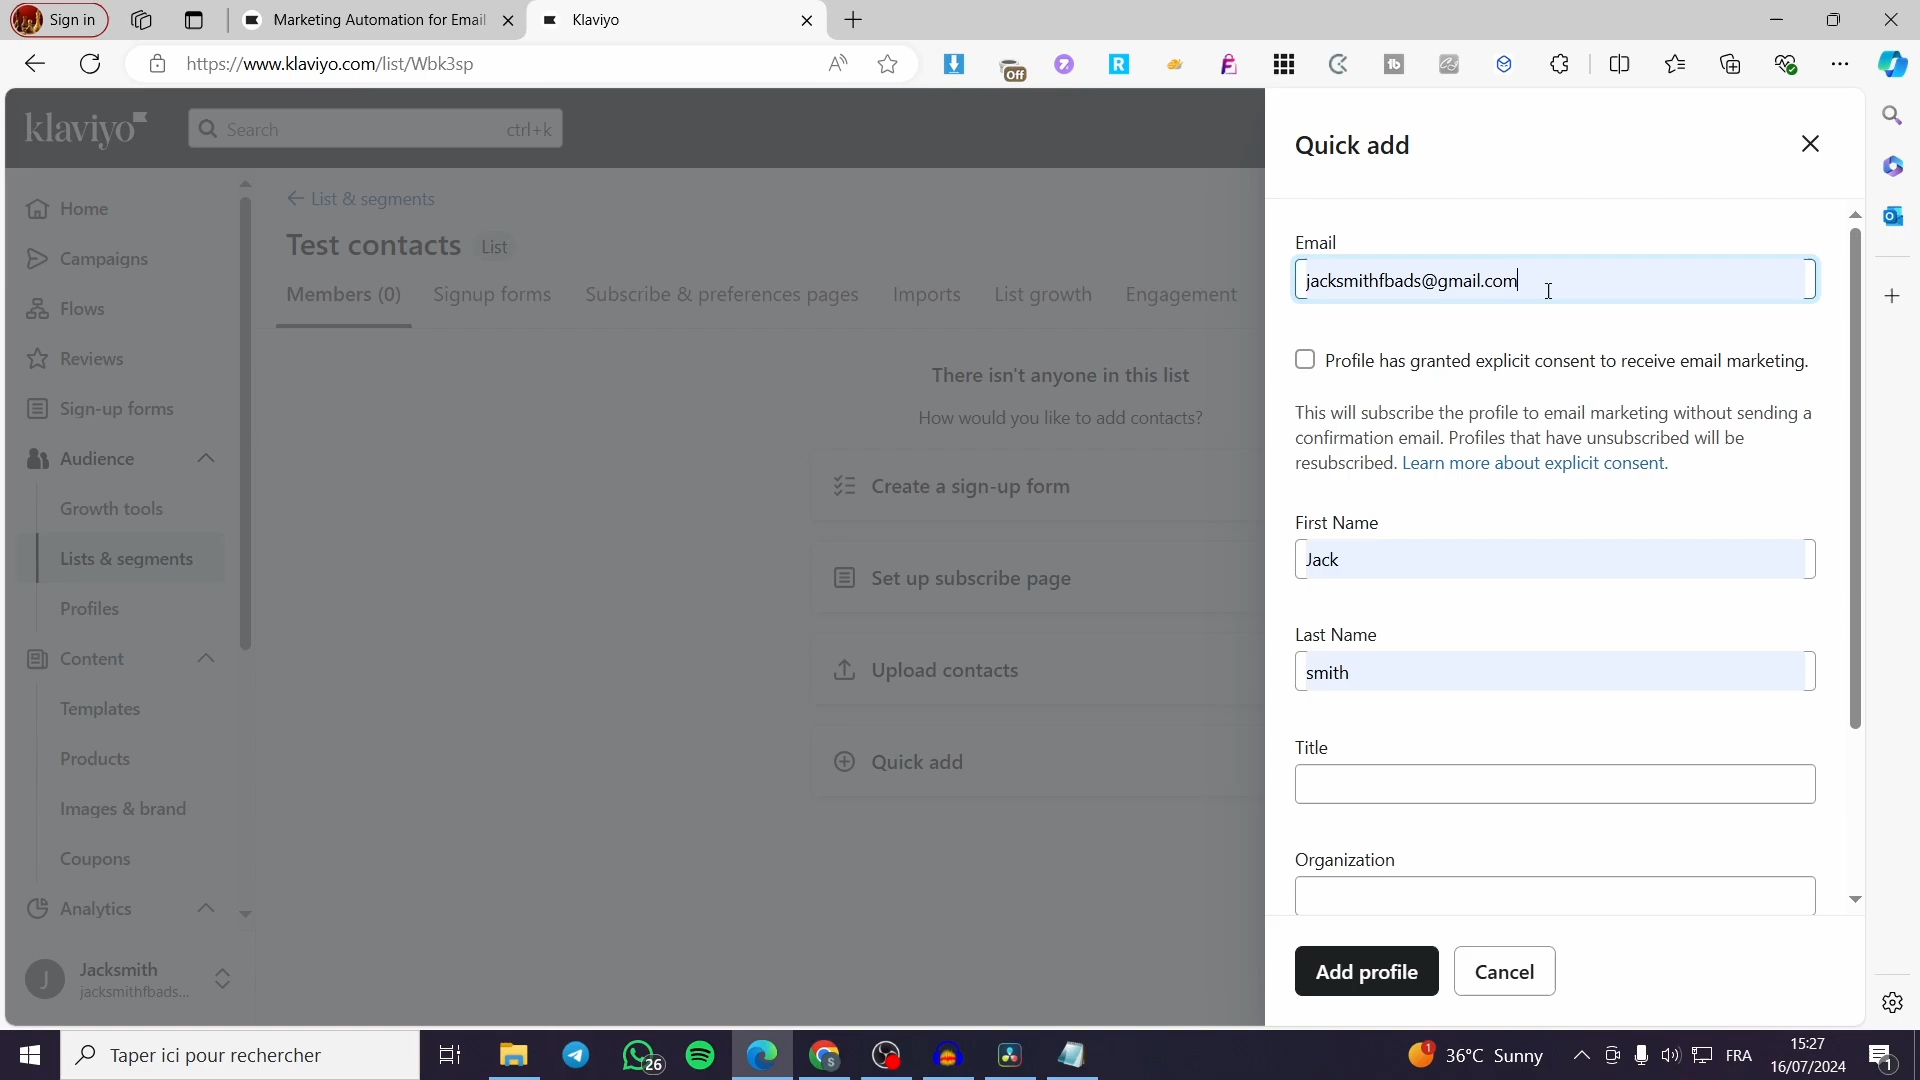 Sign in
Marketing Automation for Email
Klaviyo
https://www.klaviyo.com/list/Wbk3sp
Off
klaviyo
Search
ctrl+k
Quick add
Home
Campaigns
Flows
Reviews
Sign-up forms
Audience
Growth tools
Lists & segments
Profiles
Content
Templates
Products
Images & brand
Coupons
Analytics
J
Jacksmith
jacksmithfbads...
← List & segments
Test contacts List
Members (0) Signup forms Subscribe & preferences pages Imports List growth Engagement
There isn't anyone in this list
How would you like to add contacts?
Create a sign-up form
Set up subscribe page
Upload contacts
Quick add
Email
jacksmithfbads@gmail.com
Profile has granted explicit consent to receive email marketing.
This will subscribe the profile to email marketing without sending a
confirmation email. Profiles that have unsubscribed will be
resubscribed. Learn more about explicit consent.
First Name
Jack
Last Name
smith
Title
Organization
Add profile
Cancel
Taper ici pour rechercher
26
S
1
36°C Sunny
FRA
15:27
16/07/2024
1